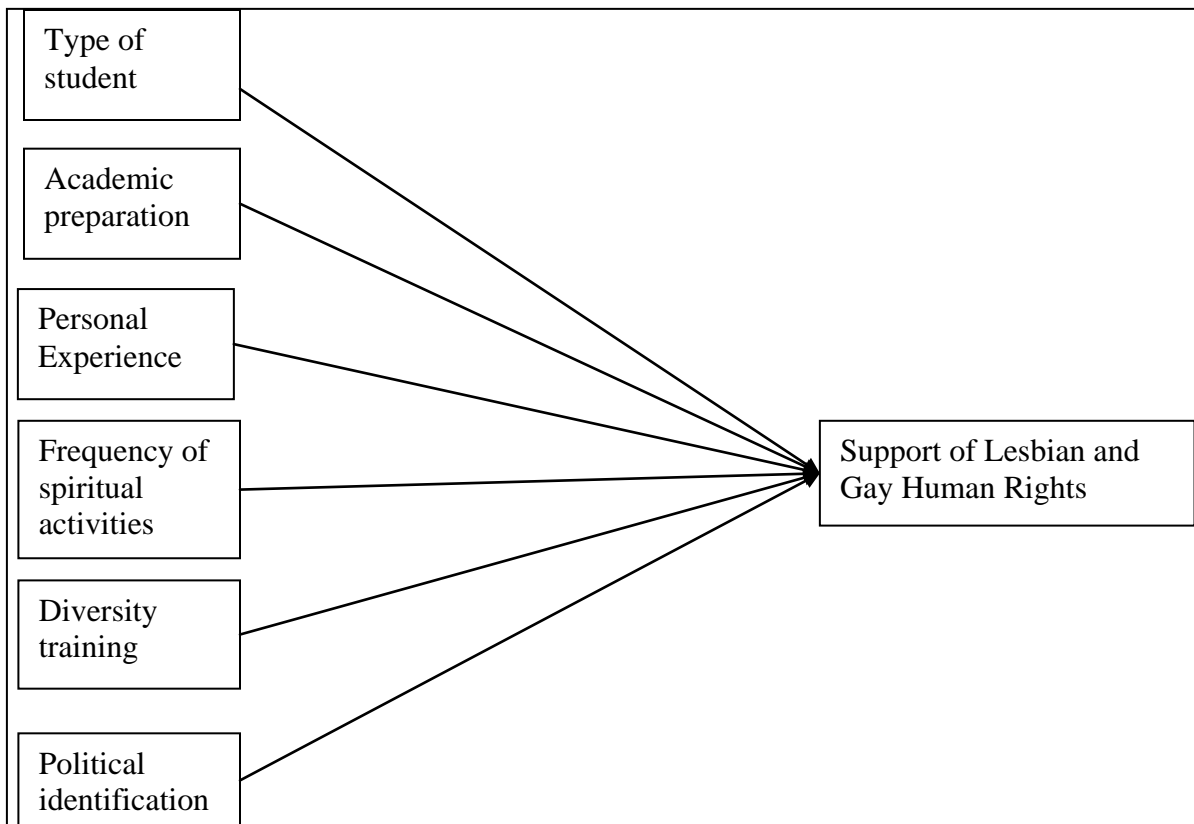 Type of
student
Academic
preparation
Personal
Experience
Frequency of
spiritual
activities
Support of Lesbian and
Gay Human Rights
Diversity
training
Political
identification